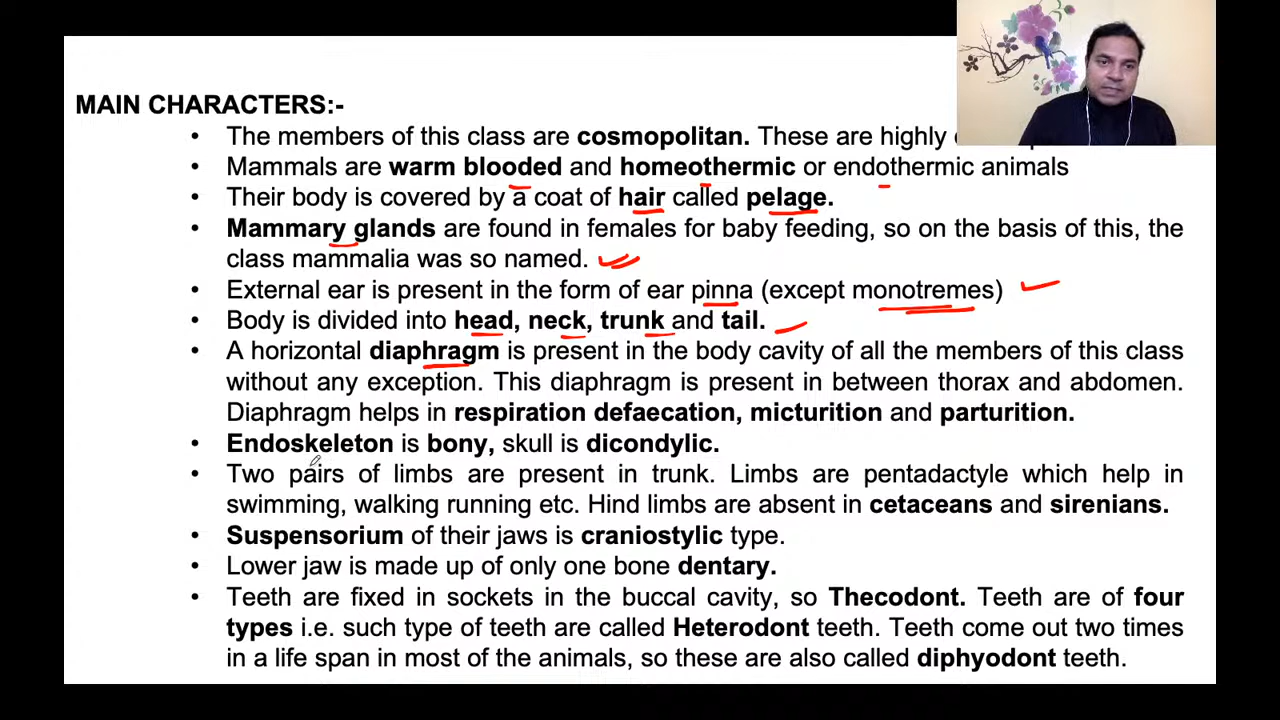 MAIN CHARACTERS:-
• The members of this class are cosmopolitan. These are highly
• Mammals are warm blooded and homeothermic or endothermic animals
• Their body is covered by a coat of hair called pelage.
• Mammary glands are found in females for baby feeding, so on the basis of this, the
class mammalia was so named.
• External ear is present in the form of ear pinna (except monotremes)
• Body is divided into head, neck, trunk and tail.
• A horizontal diaphragm is present in the body cavity of all the members of this class
without any exception. This diaphragm is present in between thorax and abdomen.
Diaphragm helps in respiration defaecation, micturition and parturition.
• Endoskeleton is bony, skull is dicondylic.
• Two pairs of limbs are present in trunk. Limbs are pentadactyle which help in
swimming, walking running etc. Hind limbs are absent in cetaceans and sirenians.
• Suspensorium of their jaws is craniostylic type.
• Lower jaw is made up of only one bone dentary.
• Teeth are fixed in sockets in the buccal cavity, so Thecodont. Teeth are of four
types i.e. such type of teeth are called Heterodont teeth. Teeth come out two times
in a life span in most of the animals, so these are also called diphyodont teeth.